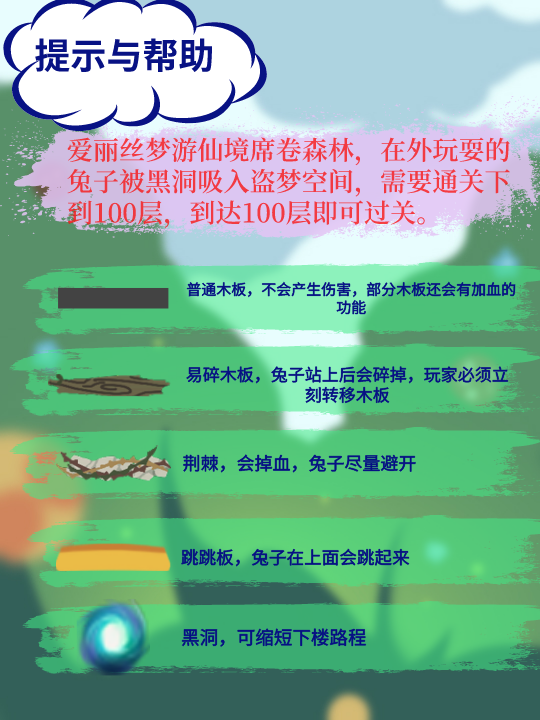 提示与帮助
爱丽丝梦游仙境席卷森林，在外玩耍的
兔子被黑洞吸入盗梦空间，需要通关下
到100层，到达100层即可过关。
普通木板，不会产生伤害，部分木板还会有加血的
功能
易碎木板，兔子站上后会碎掉，玩家必须立
刻转移木板
荆棘，会掉血，兔子尽量避开
跳跳板，兔子在上面会跳起来
黑洞，可缩短下楼路程